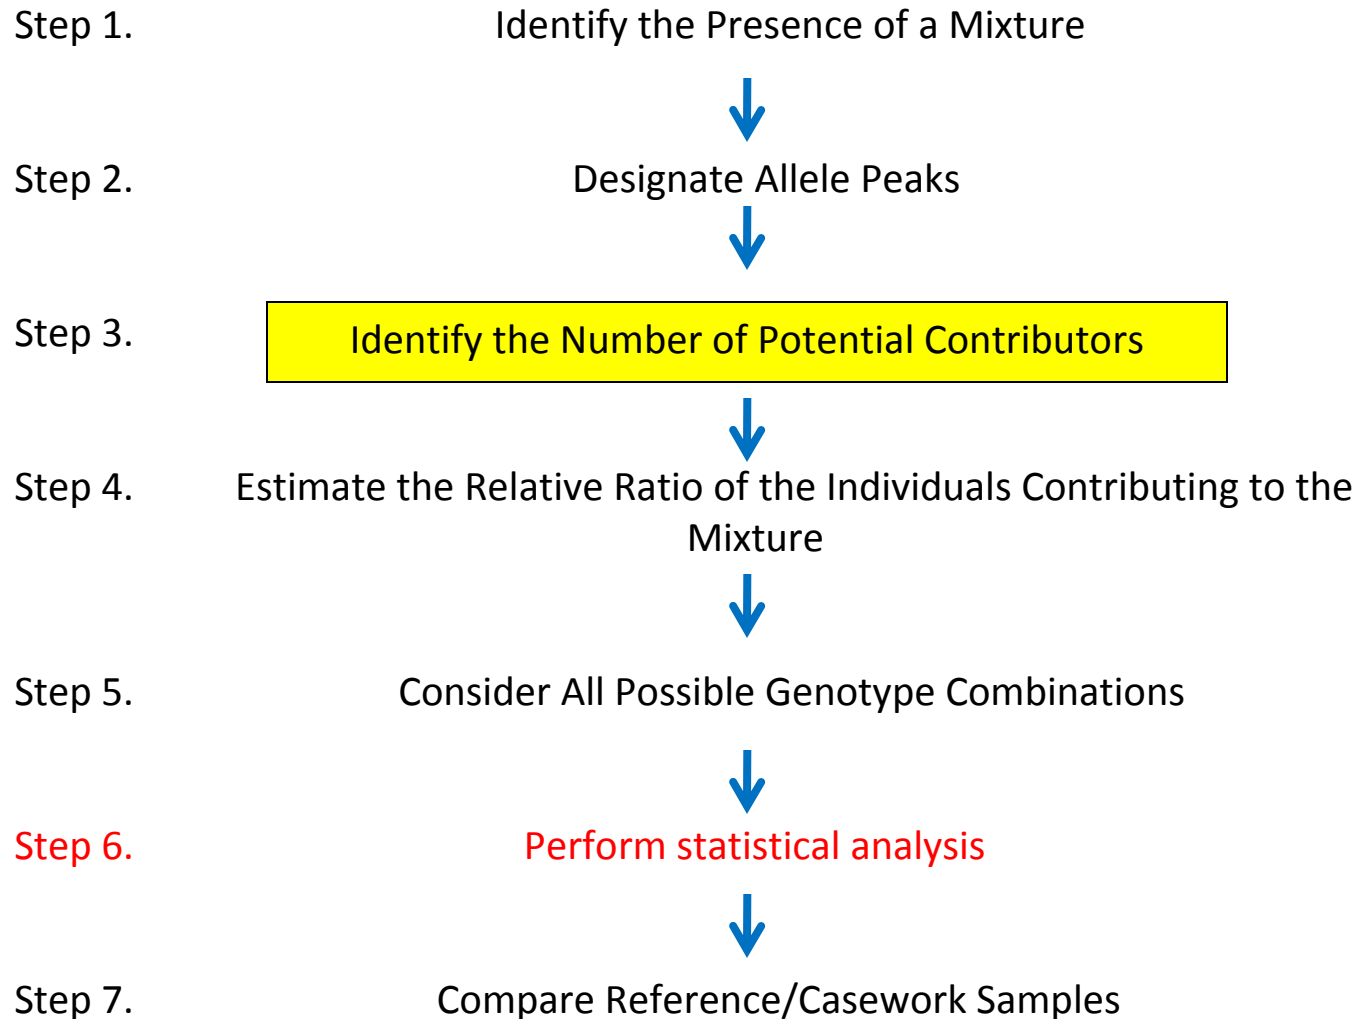 Step 1. Identify the Presence of a Mixture
Step 2. Designate Allele Peaks
Step 3. Identify the Number of Potential Contributors
Step 4. Estimate the Relative Ratio of the Individuals Contributing to the
Mixture
Step 5. Consider All Possible Genotype Combinations
Step 6. Perform statistical analysis
Step 7. Compare Reference/Casework Samples